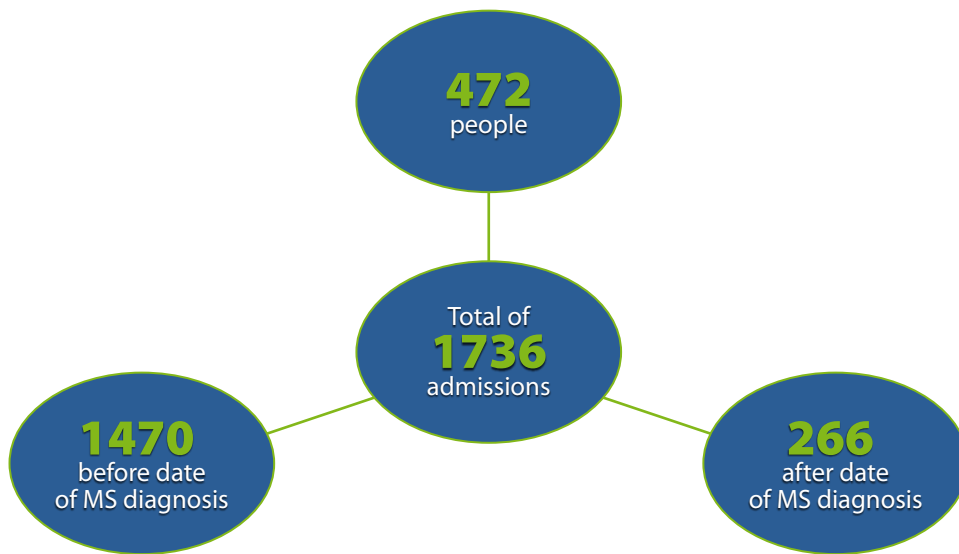 472
people
Total of
1736
admissions
1470
before date
of MS diagnosis
266
after date
of MS diagnosis